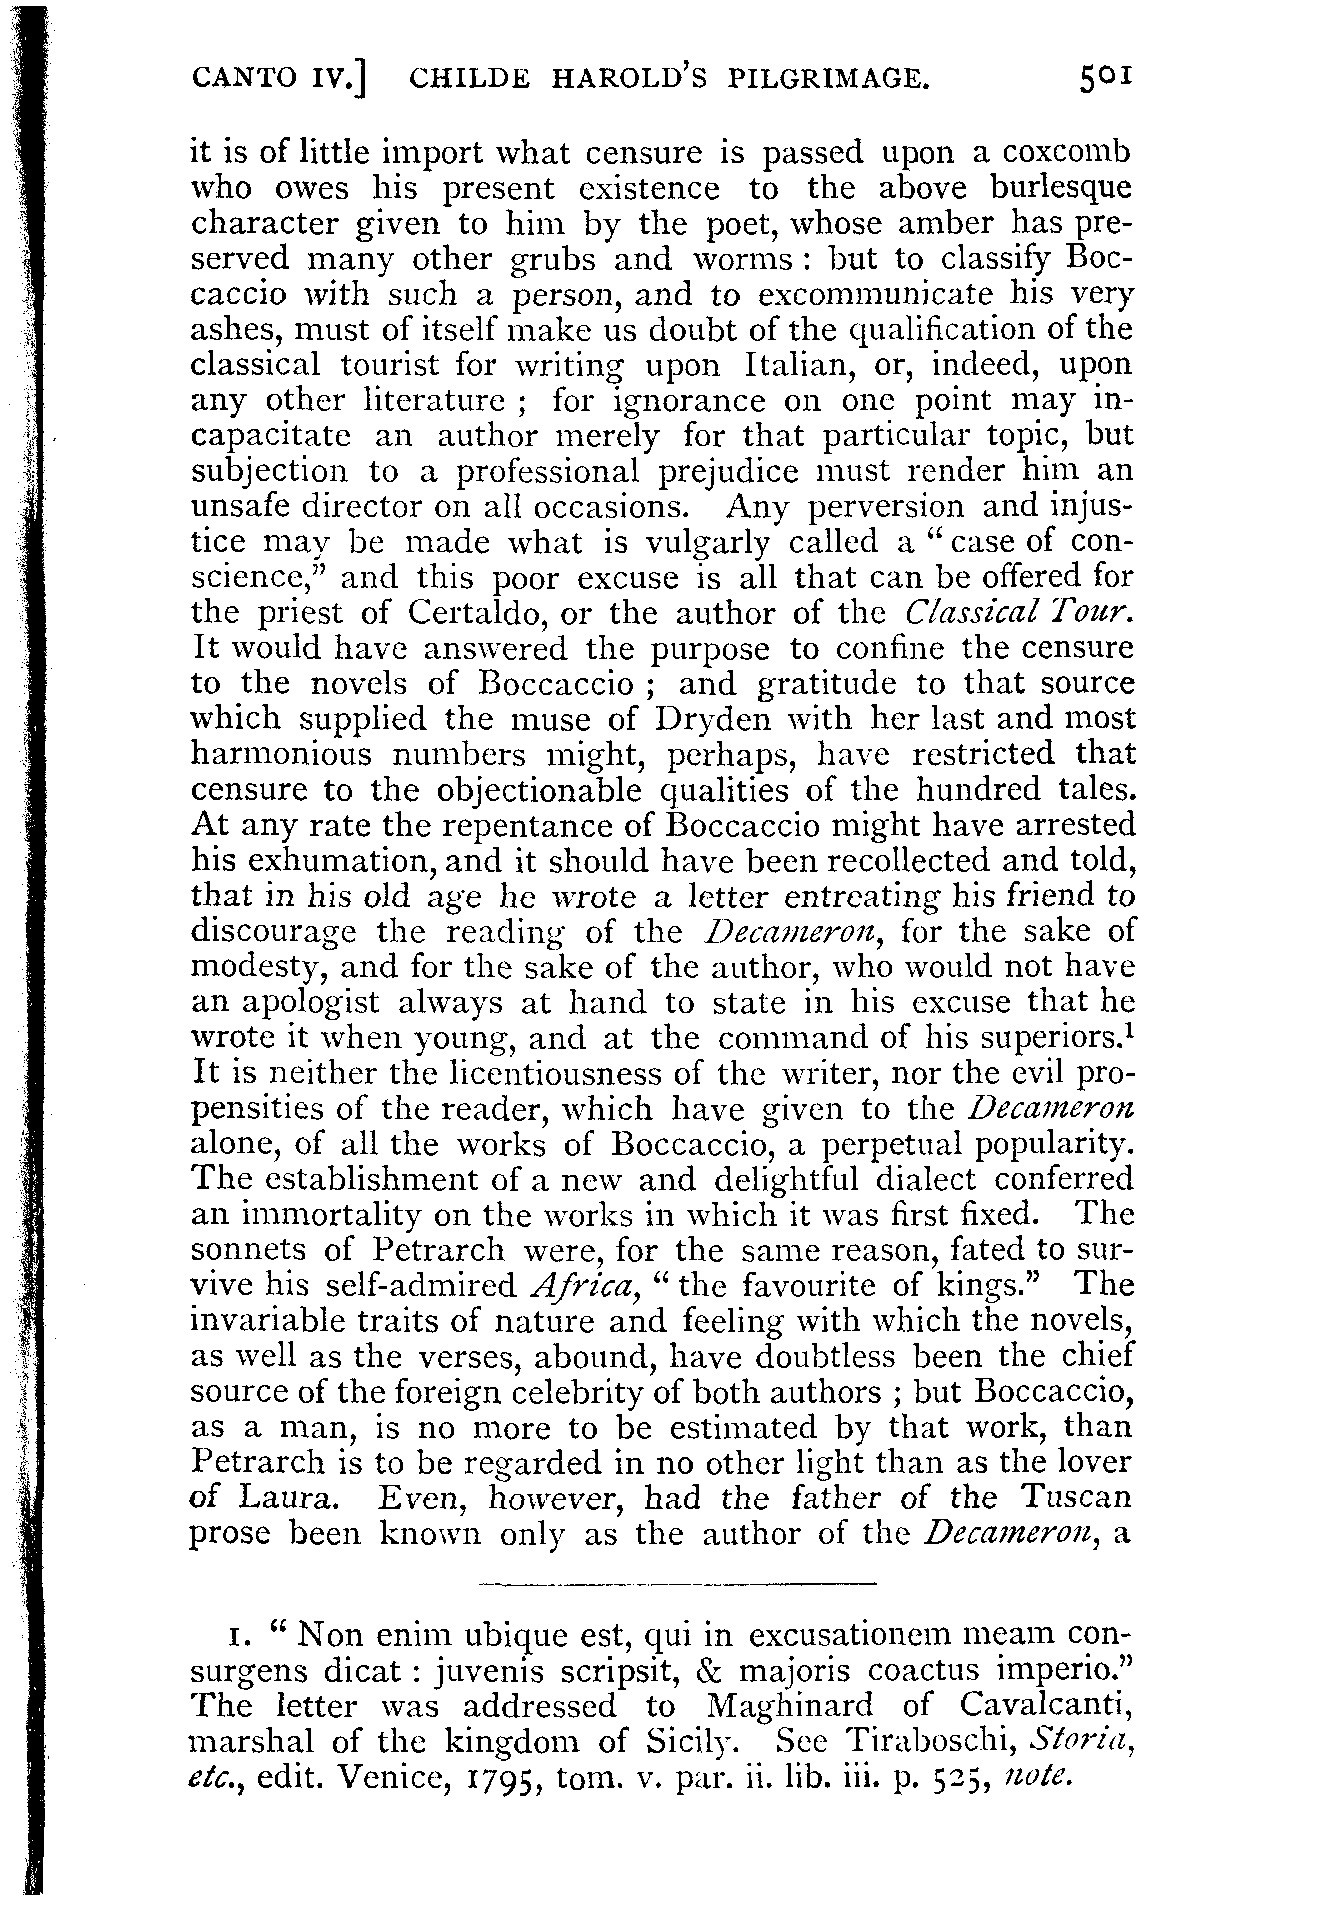 CANTO IV.] CHILDE HAROLD'S PILGRIMAGE. 501
it is of little import what censure is passed upon a coxcomb
who owes his present existence to the above burlesque
character given to him by the poet, whose amber has pre-
served many other grubs and worms : but to classify Boc-
caccio with such a person, and to excommunicate his very
ashes, must of itself make us doubt of the qualification of the
classical tourist for writing upon Italian, or, indeed, upon
any other literature ; for ignorance on one point may in-
capacitate an author merely for that particular topic, but
subjection to a professional prejudice must render him an
unsafe director on all occasions. Any perversion and injus-
tice may be made what is vulgarly called a " case of con-
science," and this poor excuse is all that can be offered for
the priest of Certaldo, or the author of the Classical Tour.
It would have answered the purpose to confine the censure
to the novels of Boccaccio ; and gratitude to that source
which supplied the muse of Dryden with her last and most
harmonious numbers might, perhaps, have restricted that
censure to the objectionable qualities of the hundred tales.
At any rate the repentance of Boccaccio might have arrested
his exhumation, and it should have been recollected and told,
that in his old age he wrote a letter entreating his friend to
discourage the reading of the Decameron, for the sake of
modesty, and for the sake of the author, who would not have
an apologist always at hand to state in his excuse that he
wrote it when young, and at the command of his superiors.¹
It is neither the licentiousness of the writer, nor the evil pro-
pensities of the reader, which have given to the Decameron
alone, of all the works of Boccaccio, a perpetual popularity.
The establishment of a new and delightful dialect conferred
an immortality on the works in which it was first fixed. The
sonnets of Petrarch were, for the same reason, fated to sur-
vive his self-admired Africa, " the favourite of kings." The
invariable traits of nature and feeling with which the novels,
as well as the verses, abound, have doubtless been the chief
source of the foreign celebrity of both authors ; but Boccaccio,
as a man, is no more to be estimated by that work, than
Petrarch is to be regarded in no other light than as the lover
of Laura. Even, however, had the father of the Tuscan
prose been known only as the author of the Decameron, a
1. " Non enim ubique est, qui in excusationem meam con-
surgens dicat : juvenis scripsit, & majoris coactus imperio."
The letter was addressed to Maghinard of Cavalcanti,
marshal of the kingdom of Sicily. See Tiraboschi, Storia,
etc., edit. Venice, 1795, tom. v. par. ii. lib. iii. p. 525, note.